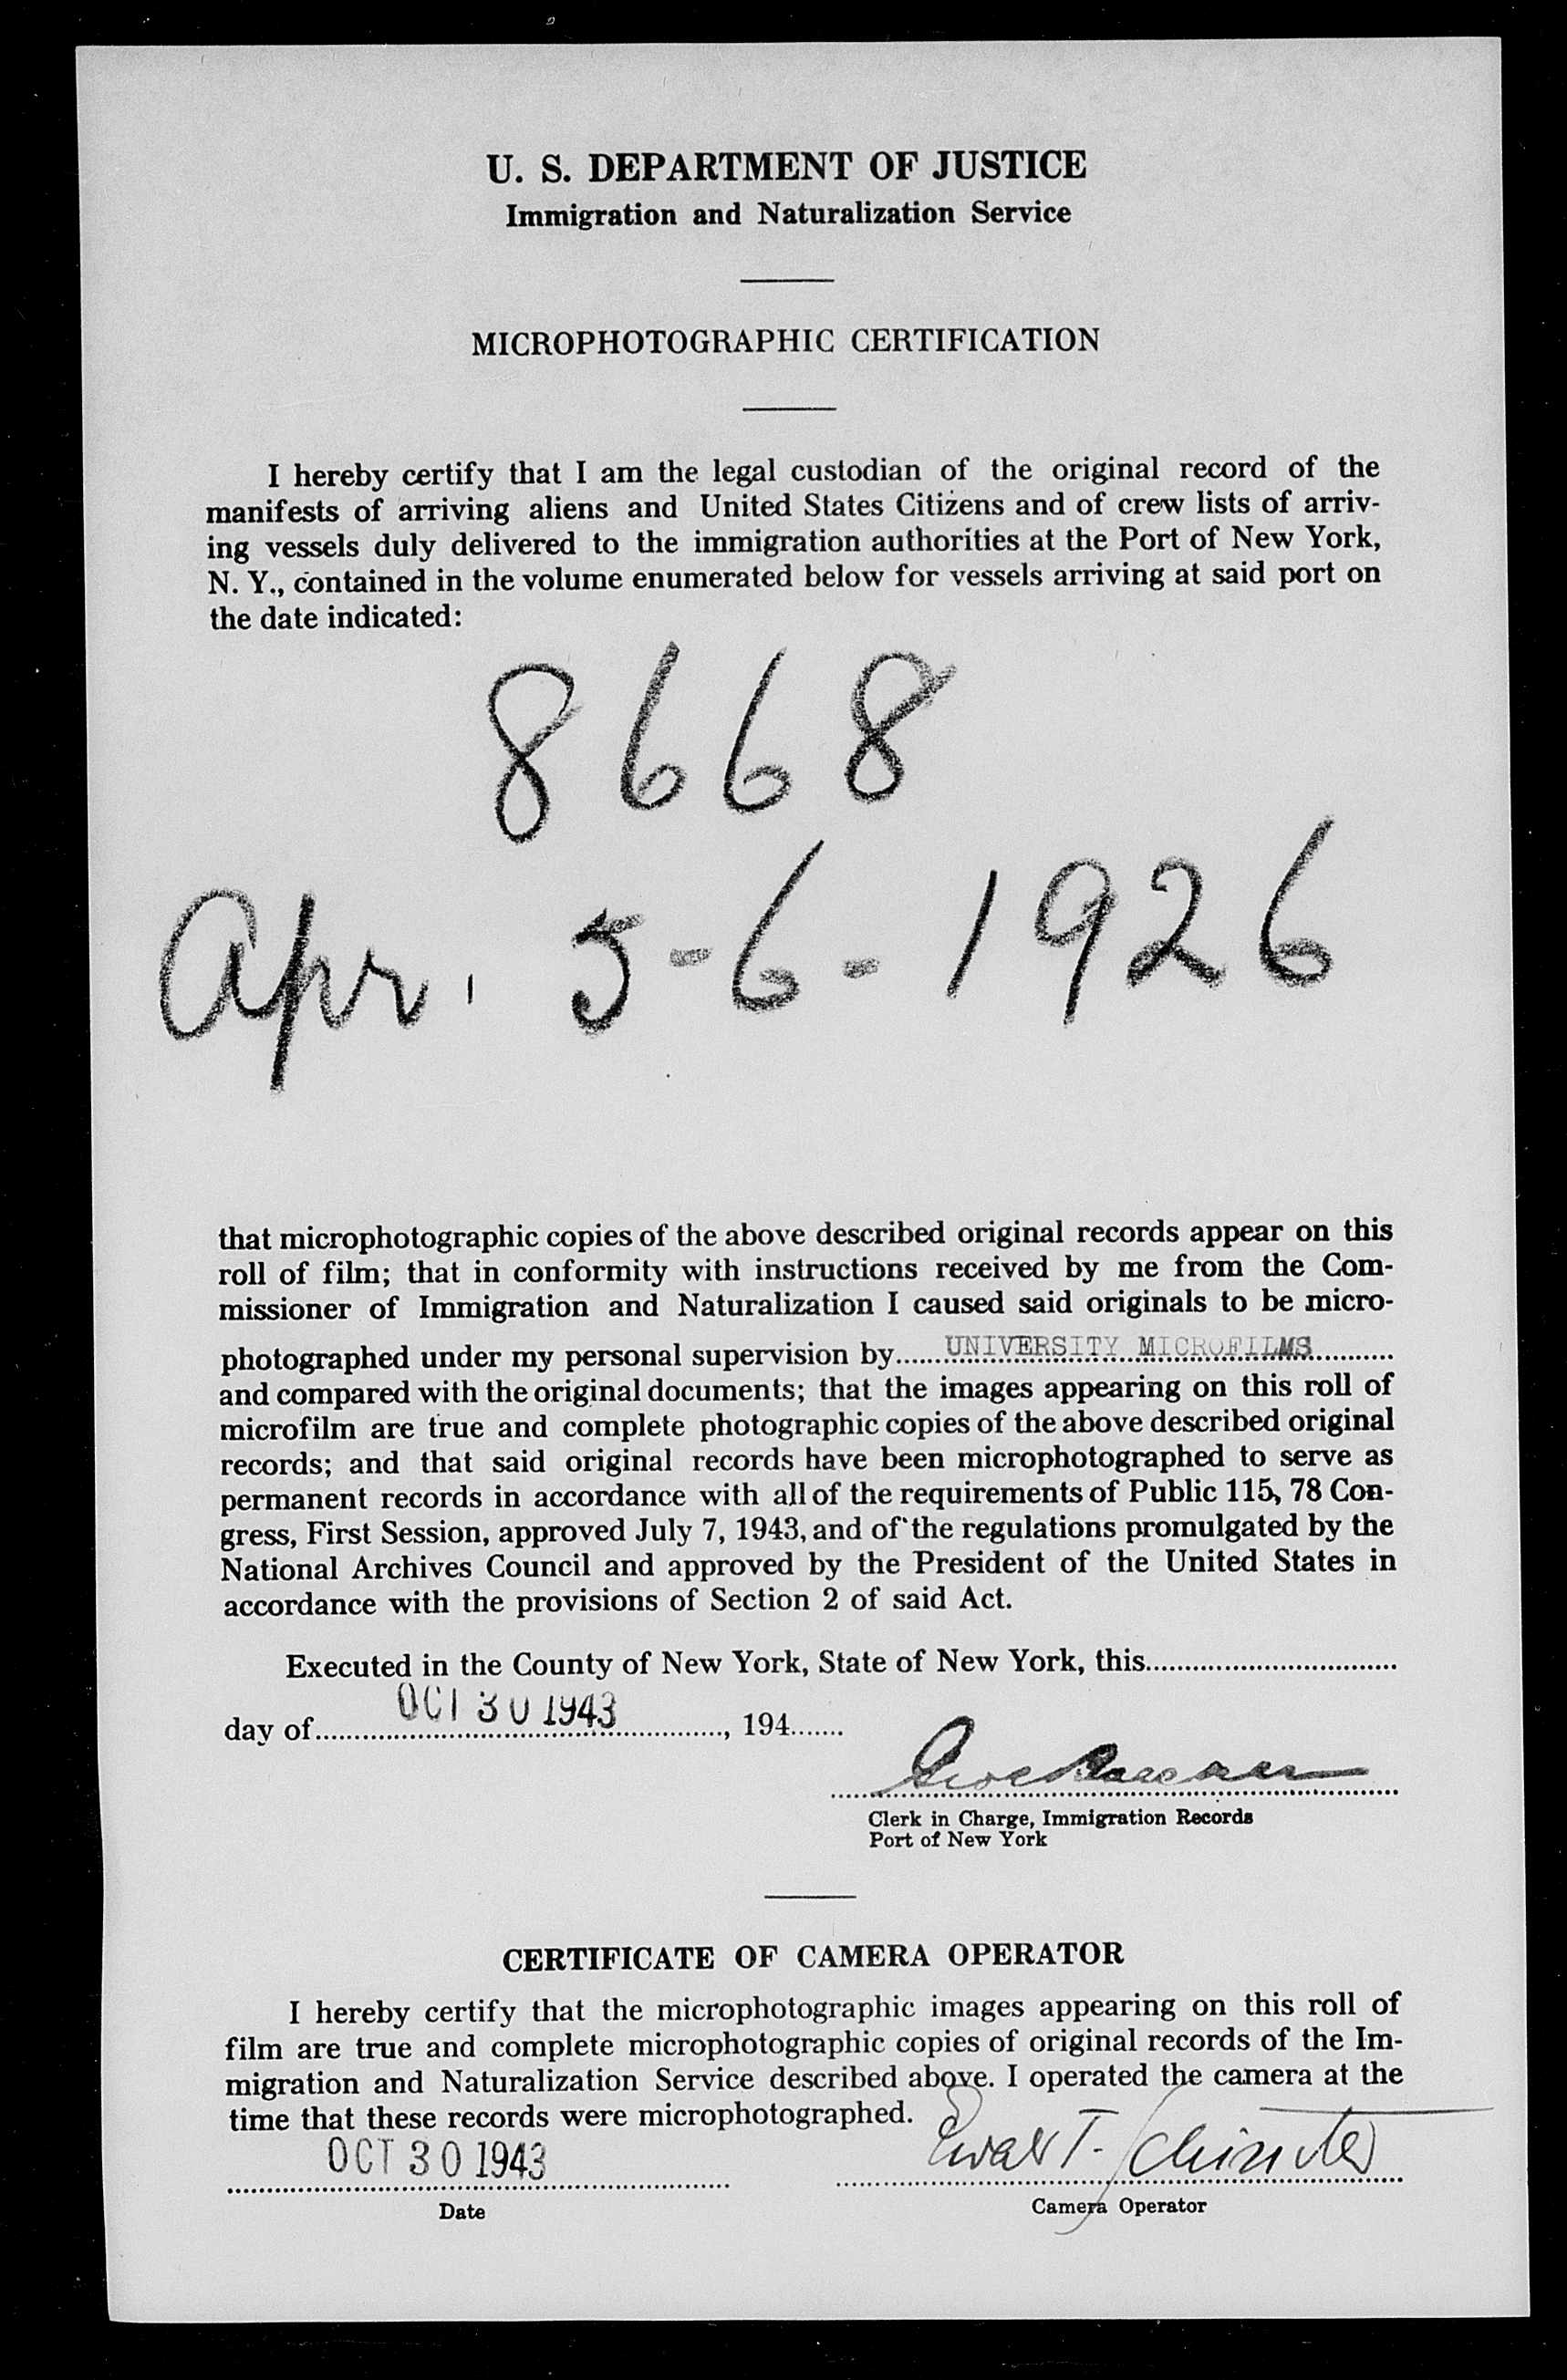 U. S. DEPARTMENT OF JUSTICE
Immigration and Naturalization Service
MICROPHOTOGRAPHIC CERTIFICATION
I hereby certify that I am the legal custodian of the original record of the
manifests of arriving aliens and United States Citizens and of crew lists of arriv-
ing vessels duly delivered to the immigration authorities at the Port of New York,
N. Y., contained in the volume enumerated below for vessels arriving at said port on
the date indicated:
8668
Apr. 5-6-1926
that microphotographic copies of the above described original records appear on this
roll of film; that in conformity with instructions received by me from the Com-
missioner of Immigration and Naturalization I caused said originals to be micro-
photographed under my personal supervision by......UNIVERSITY MICROFILMS............
and compared with the original documents; that the images appearing on this roll of
microfilm are true and complete photographic copies of the above described original
records; and that said original records have been microphotographed to serve as
permanent records in accordance with all of the requirements of Public 115, 78 Con-
gress, First Session, approved July 7, 1943, and of the regulations promulgated by the
National Archives Council and approved by the President of the United States in
accordance with the provisions of Section 2 of said Act.
Executed in the County of New York, State of New York, this................................
day of..........OCT 30 1943.............., 194.......
Clerk in Charge, Immigration Records
Port of New York
CERTIFICATE OF CAMERA OPERATOR
I hereby certify that the microphotographic images appearing on this roll of
film are true and complete microphotographic copies of original records of the Im-
migration and Naturalization Service described above. I operated the camera at the
time that these records were microphotographed.
OCT 30 1943
Date
Camera Operator